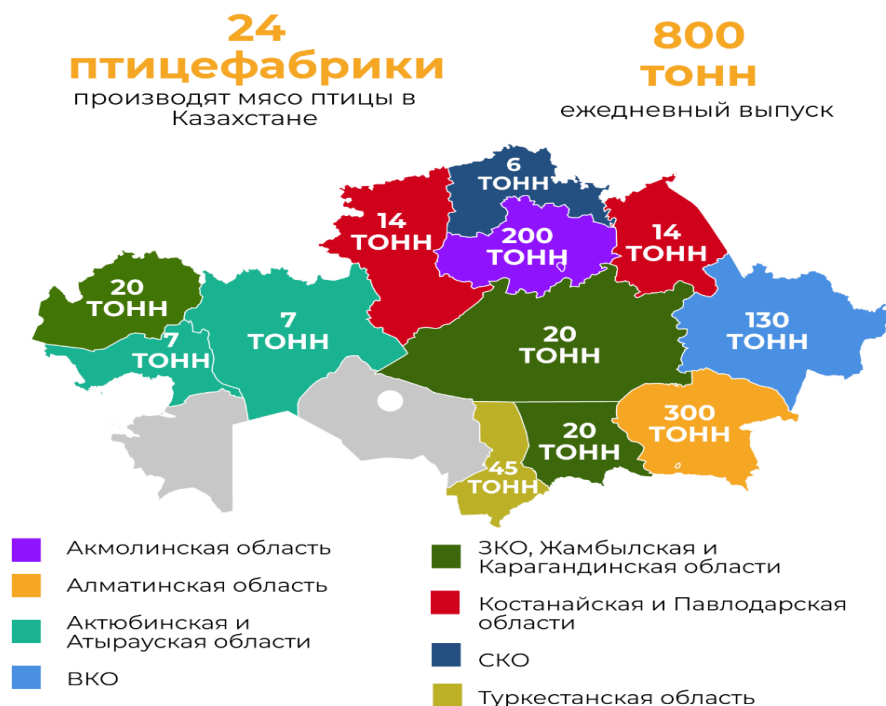 24
птицефабрики
производят мясо птицы в
Казахстане
800
тонн
ежедневный выпуск
6
ТОНН
14
ТОНН
200
ТОНН
14
ТОНН
20
ТОНН
7
ТОНН
7
ТОНН
20
ТОНН
130
ТОНН
300
ТОНН
20
ТОНН
45
ТОНН
Акмолинская область
Алматинская область
Актюбинская и
Атырауская области
ВКО
ЗКО, Жамбылская и
Карагандинская области
Костанайская и Павлодарская
области
СКО
Туркестанская область